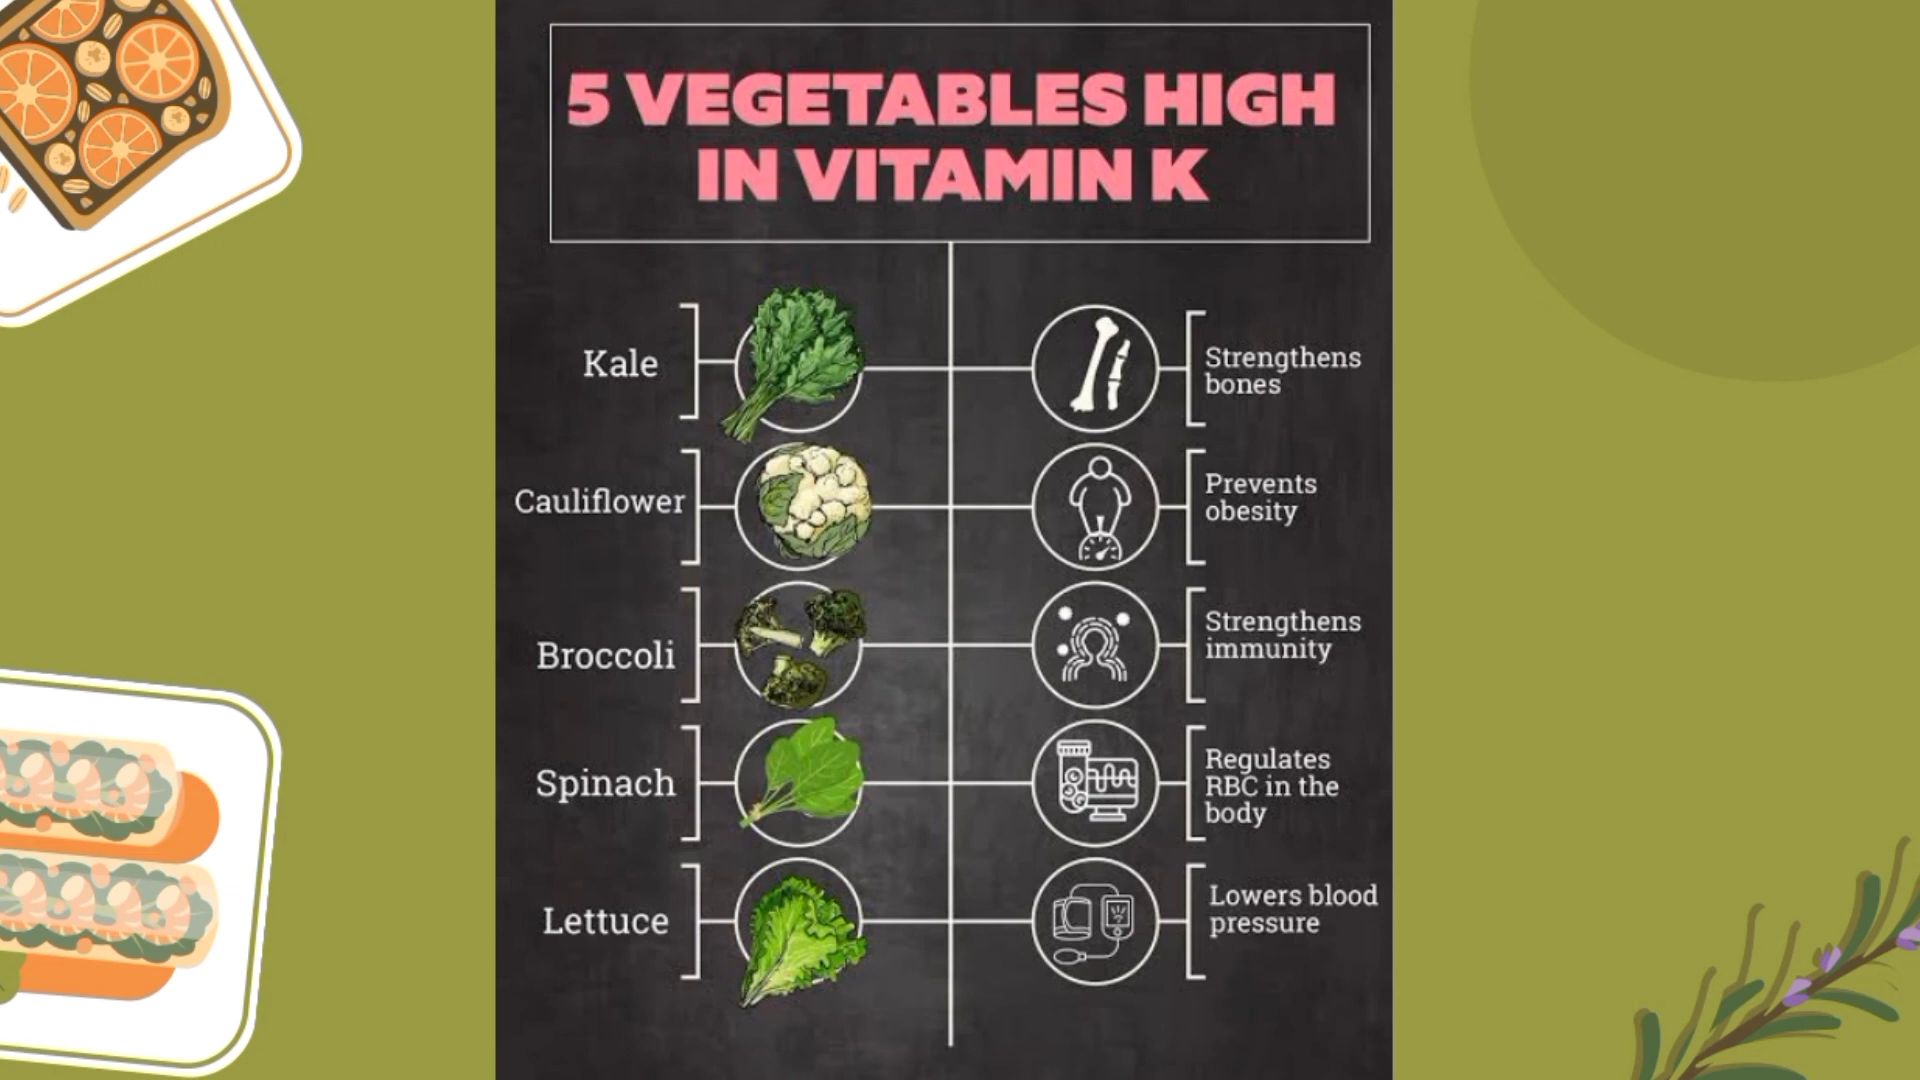 5 VEGETABLES HIGH
IN VITAMIN K
Kale
Strengthens
bones
Cauliflower
Prevents
obesity
Broccoli
Strengthens
immunity
Spinach
Regulates
RBC in the
body
Lettuce
Lowers blood
pressure